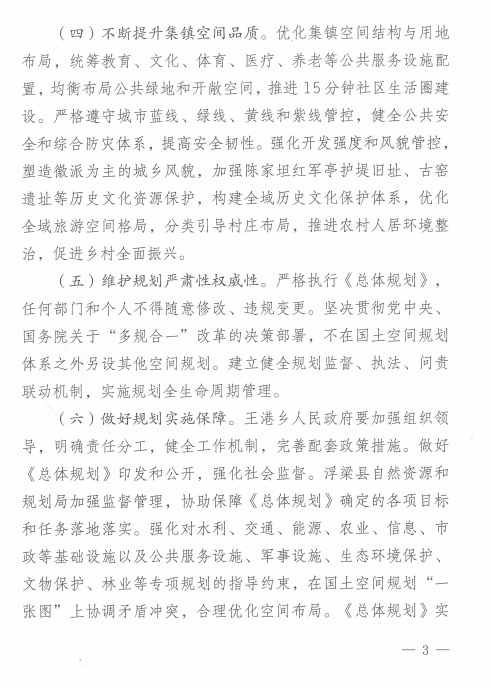 （四）不断提升集镇空间品质。优化集镇空间结构与用地
布局，统筹教育、文化、体育、医疗、养老等公共服务设施配
置，均衡布局公共绿地和开敞空间，推进15分钟社区生活圈建
设。严格遵守城市蓝线、绿线、黄线和紫线管控，健全公共安
全和综合防灾体系，提高安全韧性。强化开发强度和风貌管控，
塑造徽派为主的城乡风貌，加强陈家坦红军亭护堤旧址、古窑
遗址等历史文化资源保护，构建全域历史文化保护体系，优化
全域旅游空间格局，分类引导村庄布局，推进农村人居环境整
治，促进乡村全面振兴。
（五）维护规划严肃性权威性。严格执行《总体规划》，
任何部门和个人不得随意修改、违规变更。坚决贯彻党中央、
国务院关于“多规合一”改革的决策部署，不在国土空间规划
体系之外另设其他空间规划。建立健全规划监督、执法、问责
联动机制，实施规划全生命周期管理。
（六）做好规划实施保障。王港乡人民政府要加强组织领
导，明确责任分工，健全工作机制，完善配套政策措施。做好
《总体规划》印发和公开，强化社会监督。浮梁县自然资源和
规划局加强监督管理，协助保障《总体规划》确定的各项目标
和任务落地落实。强化对水利、交通、能源、农业、信息、市
政等基础设施以及公共服务设施、军事设施、生态环境保护、
文物保护、林业等专项规划的指导约束，在国土空间规划“一
张图”上协调矛盾冲突，合理优化空间布局。《总体规划》实
— 3 —